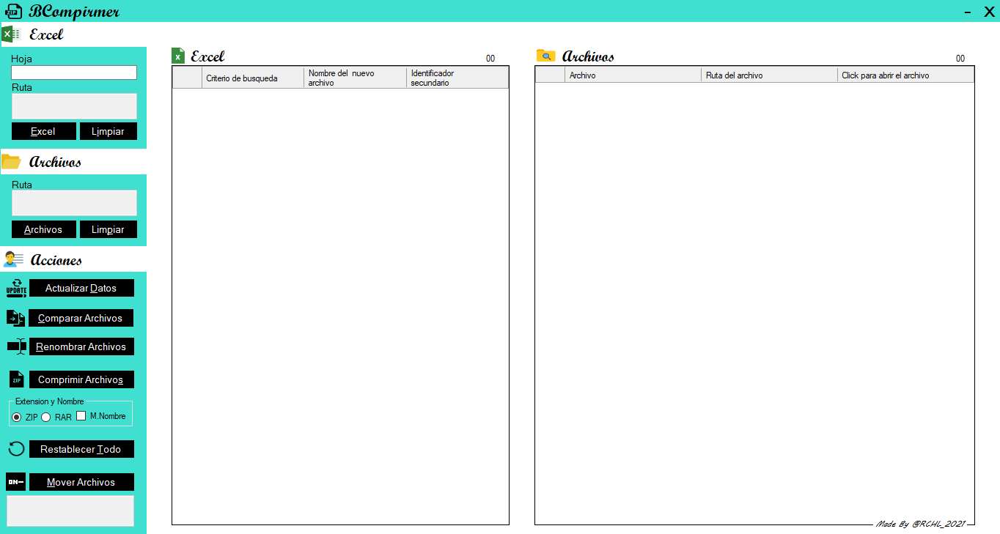 ZIP BCompirmer - X
Excel
Hoja
Ruta
Excel Limpiar
Archivos
Ruta
Archivos Limpiar
Acciones
UPDATE Actualizar Datos
Comparar Archivos
Renombrar Archivos
ZIP Comprimir Archivos
Extension y Nombre
ZIP RAR M.Nombre
Restablecer Todo
Mover Archivos
Excel 00
Criterio de busqueda
Nombre del nuevo
archivo
Identificador
secundario
Archivos 00
Archivo Ruta del archivo Click para abrir el archivo
Made By @RCHL_2021